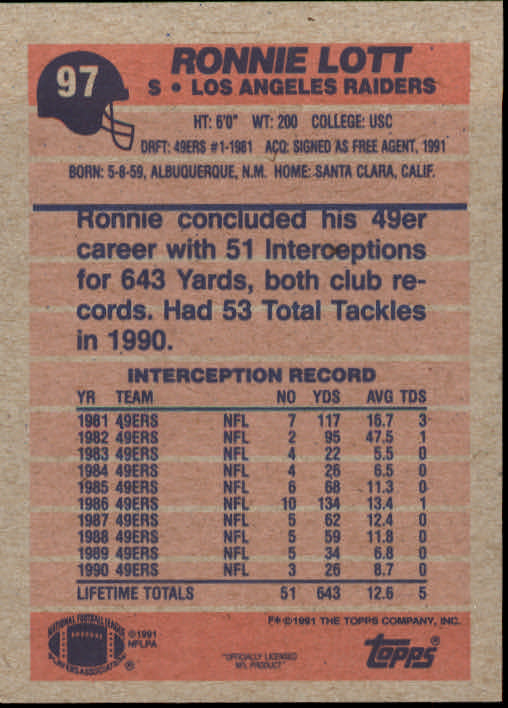 97
RONNIE LOTT
S • LOS ANGELES RAIDERS
HT: 6'0" WT: 200 COLLEGE: USC
DRFT: 49ERS #1-1981 ACQ: SIGNED AS FREE AGENT, 1991
BORN: 5-8-59, ALBUQUERQUE, N.M. HOME: SANTA CLARA, CALIF.
Ronnie concluded his 49er
career with 51 Interceptions
for 643 Yards, both club re-
cords. Had 53 Total Tackles
in 1990.
INTERCEPTION RECORD
YR TEAM NO YDS AVG TDS
1981 49ERS NFL 7 117 16.7 3
1982 49ERS NFL 2 95 47.5 1
1983 49ERS NFL 4 22 5.5 0
1984 49ERS NFL 4 26 6.5 0
1985 49ERS NFL 6 68 11.3 0
1986 49ERS NFL 10 134 13.4 1
1987 49ERS NFL 5 62 12.4 0
1988 49ERS NFL 5 59 11.8 0
1989 49ERS NFL 5 34 6.8 0
1990 49ERS NFL 3 26 8.7 0
LIFETIME TOTALS 51 643 12.6 5
F* © 1991 THE TOPPS COMPANY, INC.
NATIONAL FOOTBALL LEAGUE
PLAYERS ASSOCIATION ®
© 1991
NFLPA
"OFFICIALLY LICENSED
NFL PRODUCT"
Topps ®